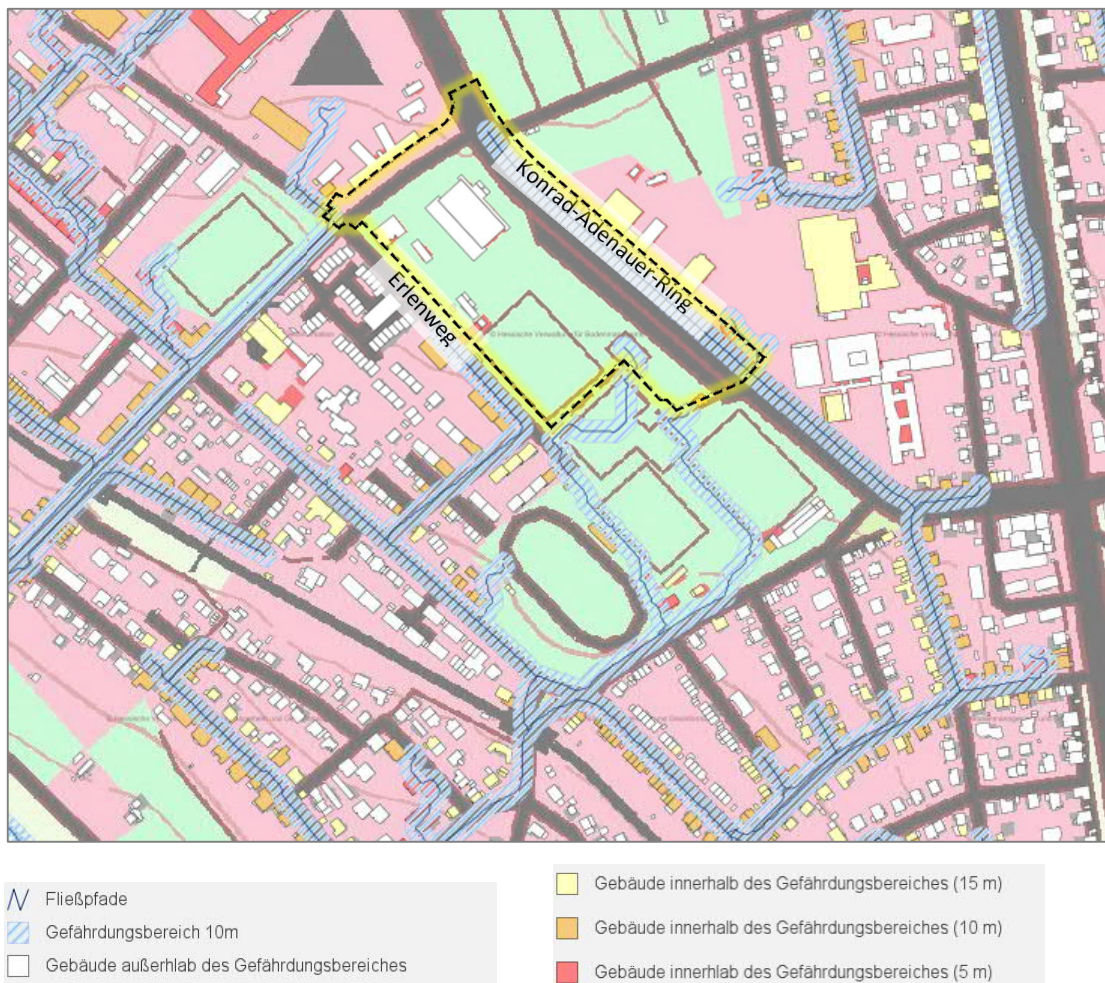 Konrad-Adenauer-Ring
Erlenweg
Fließpfade
Gefährdungsbereich 10m
Gebäude außerhlab des Gefährdungsbereiches
Gebäude innerhalb des Gefährdungsbereiches (15 m)
Gebäude innerhalb des Gefährdungsbereiches (10 m)
Gebäude innerhlab des Gefährdungsbereiches (5 m)